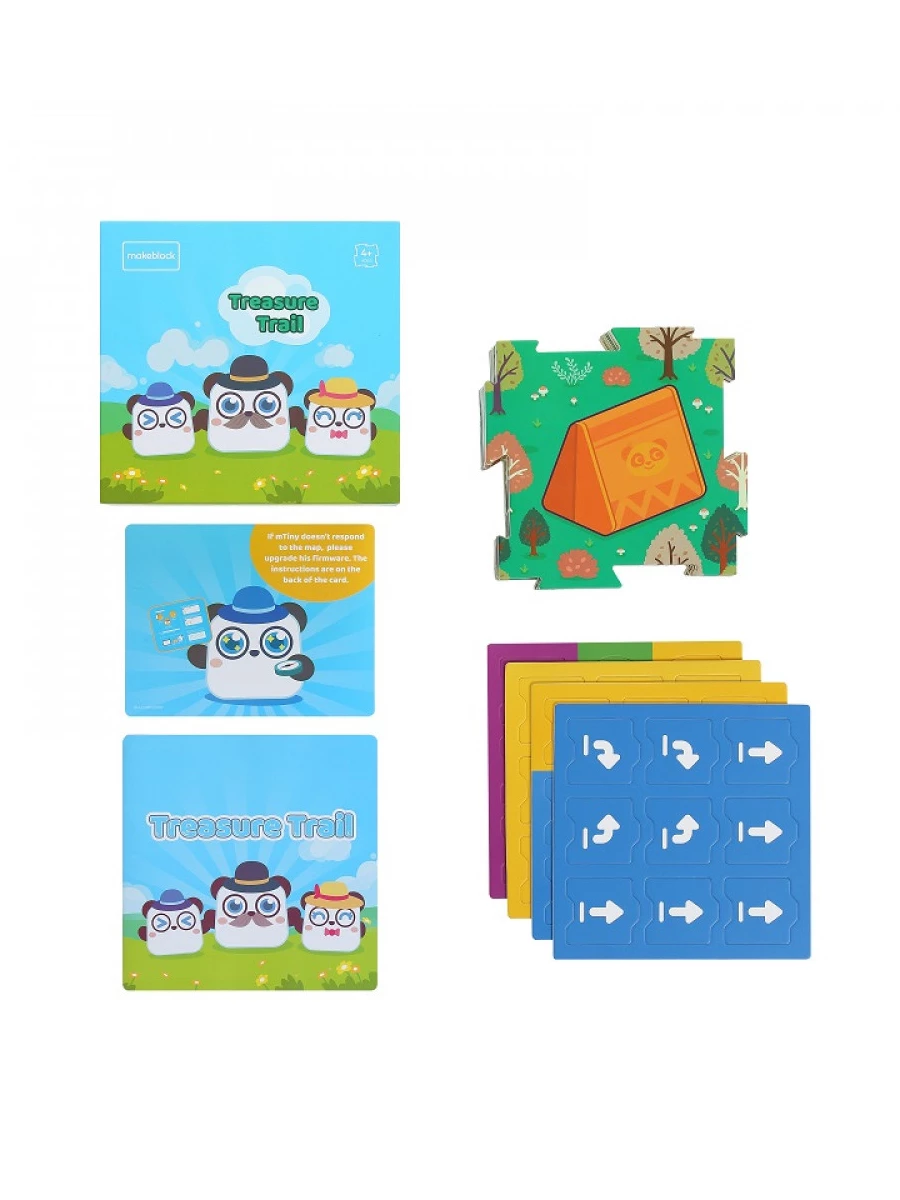 makeblock
4+
Treasure
Trail
If mTiny doesn't respond
to the map, please
upgrade his firmware. The
instructions are on the
back of the card.
Treasure Trail